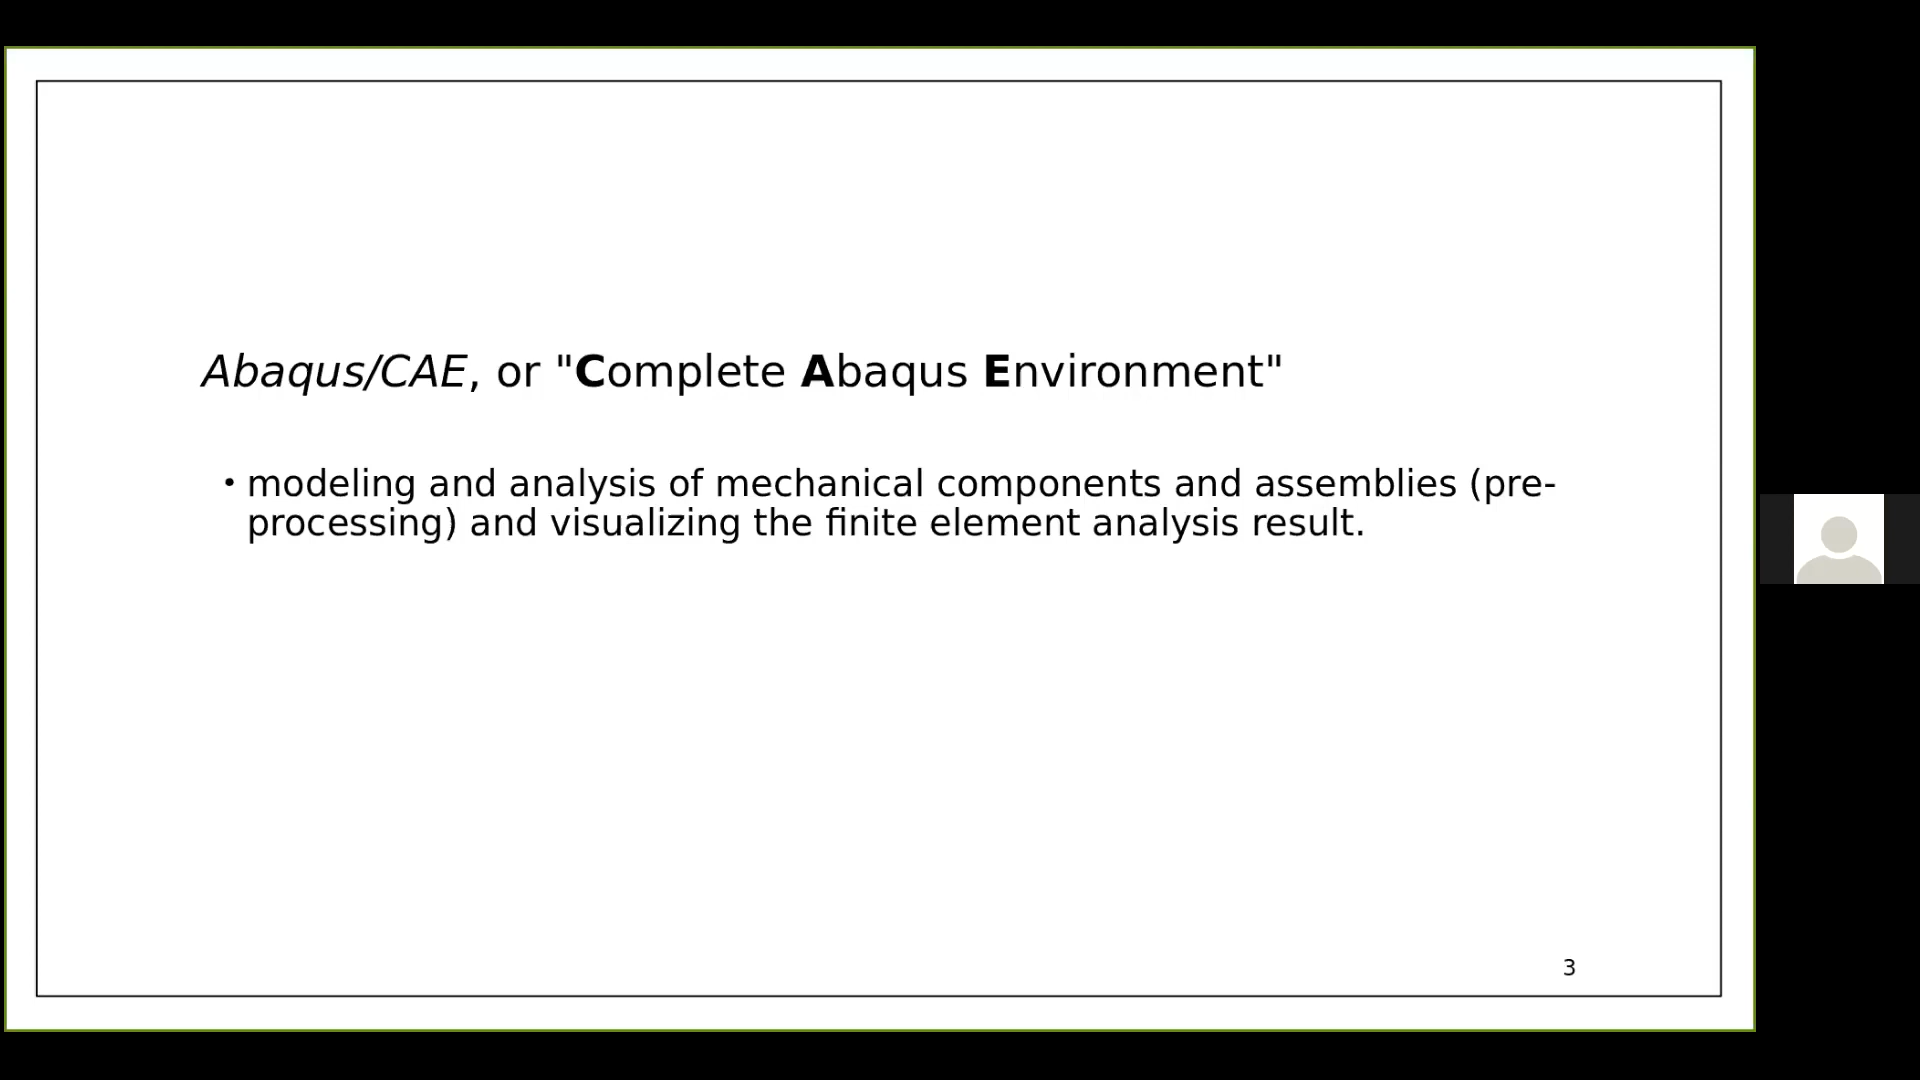 Abaqus/CAE, or "Complete Abaqus Environment"
• modeling and analysis of mechanical components and assemblies (pre-
processing) and visualizing the finite element analysis result.
3